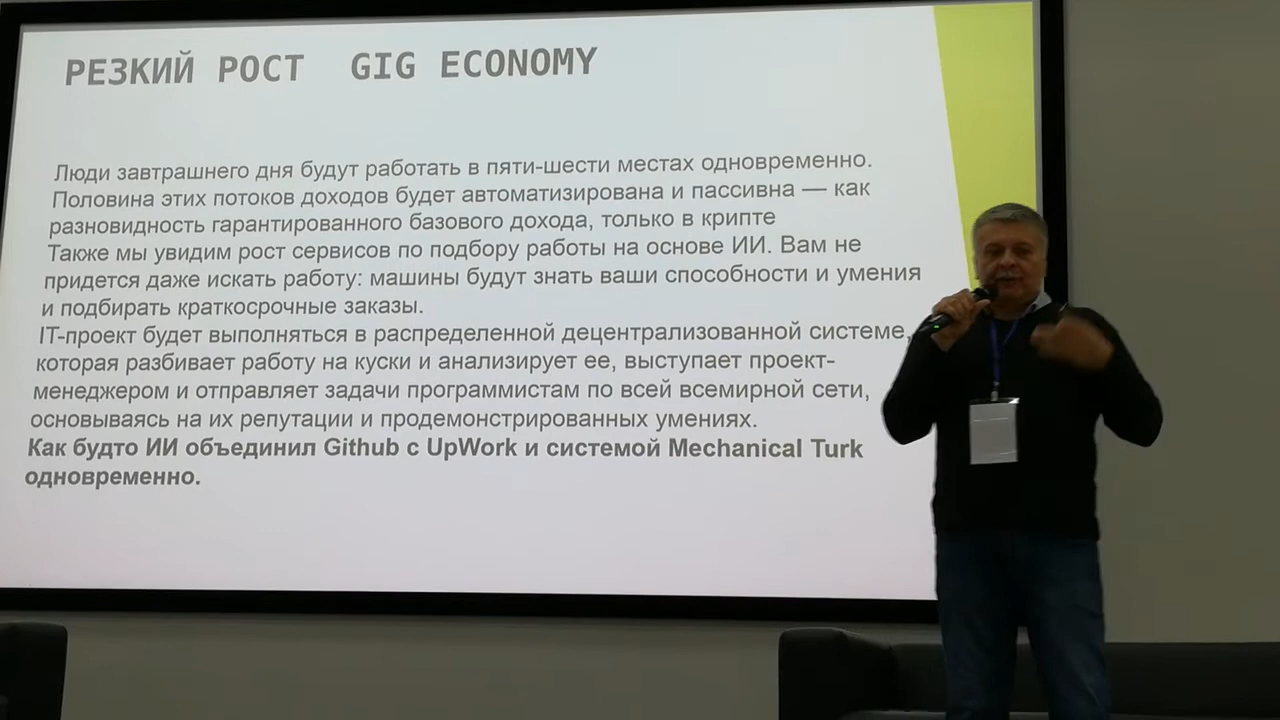 РЕЗКИЙ РОСТ GIG ECONOMY
Люди завтрашнего дня будут работать в пяти-шести местах одновременно.
Половина этих потоков доходов будет автоматизирована и пассивна — как
разновидность гарантированного базового дохода, только в крипте
Также мы увидим рост сервисов по подбору работы на основе ИИ. Вам не
придется даже искать работу: машины будут знать ваши способности и умения
и подбирать краткосрочные заказы.
IT-проект будет выполняться в распределенной децентрализованной системе,
которая разбивает работу на куски и анализирует ее, выступает проект-
менеджером и отправляет задачи программистам по всей всемирной сети,
основываясь на их репутации и продемонстрированных умениях.
Как будто ИИ объединил Github с UpWork и системой Mechanical Turk
одновременно.